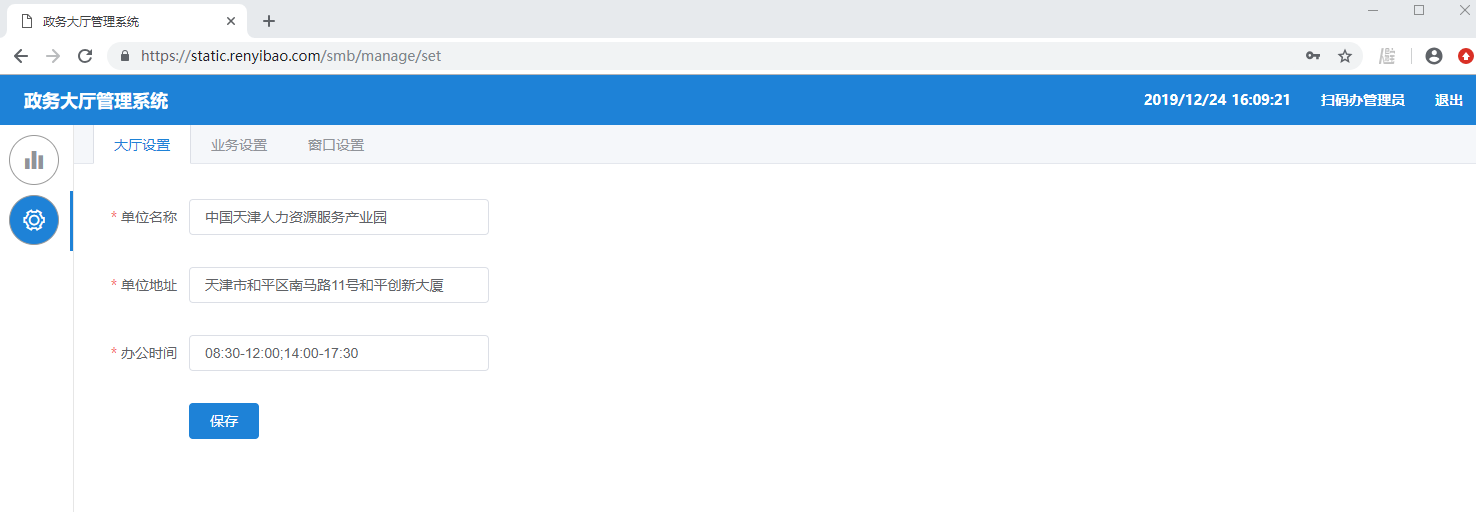 政务大厅管理系统
https://static.renyibao.com/smb/manage/set
政务大厅管理系统 2019/12/24 16:09:21 扫码办管理员 退出
大厅设置 业务设置 窗口设置
* 单位名称 中国天津人力资源服务产业园
* 单位地址 天津市和平区南马路11号和平创新大厦
* 办公时间 08:30-12:00;14:00-17:30
保存